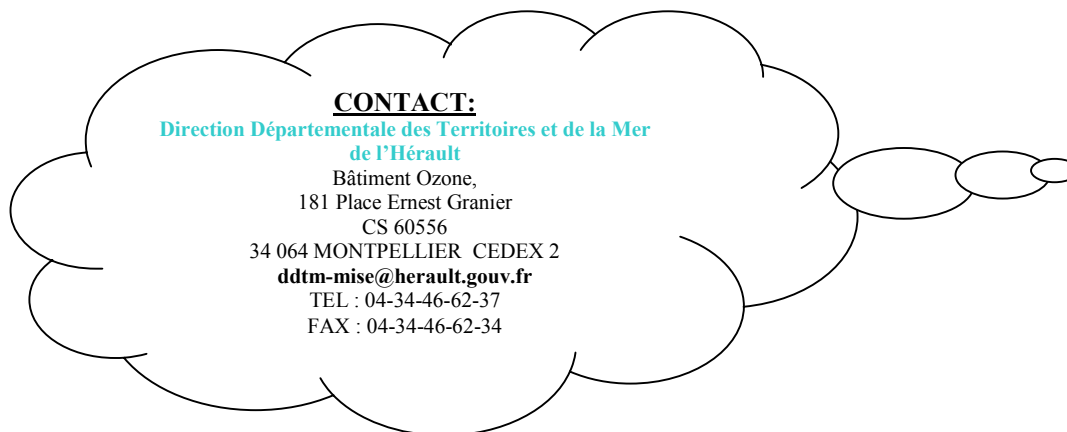 CONTACT:
Direction Départementale des Territoires et de la Mer
de l’Hérault
Bâtiment Ozone,
181 Place Ernest Granier
CS 60556
34 064 MONTPELLIER CEDEX 2
ddtm-mise@herault.gouv.fr
TEL : 04-34-46-62-37
FAX : 04-34-46-62-34